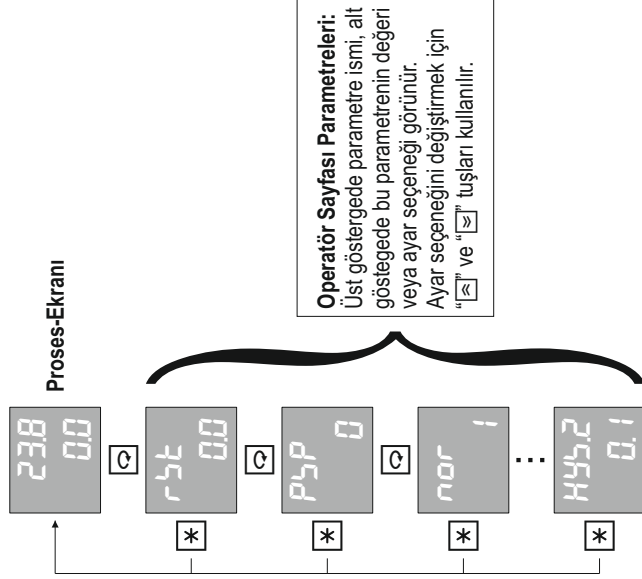 Proses-Ekranı
23.8
0.0
rSt
0.0
PSP
0
nor
1
...
HYS.2
0.1
Operatör Sayfası Parametreleri:
Üst göstergede parametre ismi, alt
göstegede bu parametrenin değeri
veya ayar seçeneği görünür.
Ayar seçeneğini değiştirmek için
“” ve “” tuşları kullanılır.